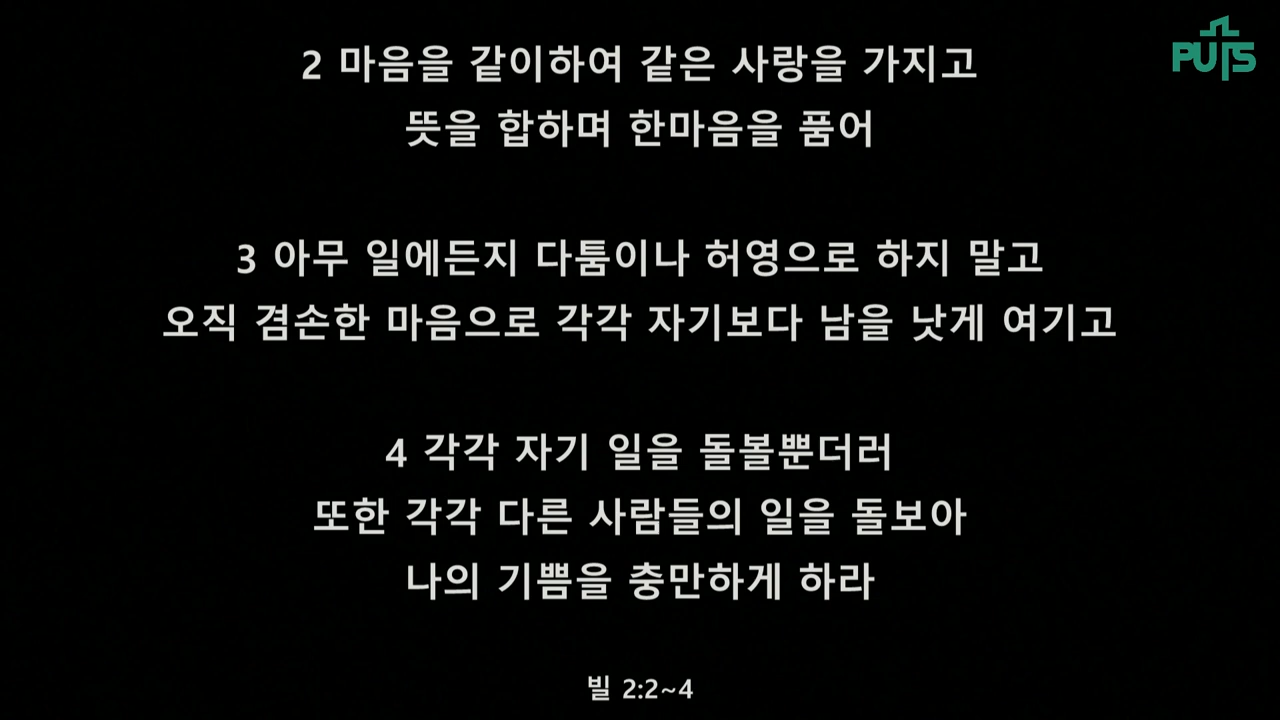 PUTS
2 마음을 같이하여 같은 사랑을 가지고
뜻을 합하며 한마음을 품어
3 아무 일에든지 다툼이나 허영으로 하지 말고
오직 겸손한 마음으로 각각 자기보다 남을 낫게 여기고
4 각각 자기 일을 돌볼뿐더러
또한 각각 다른 사람들의 일을 돌보아
나의 기쁨을 충만하게 하라
빌 2:2~4